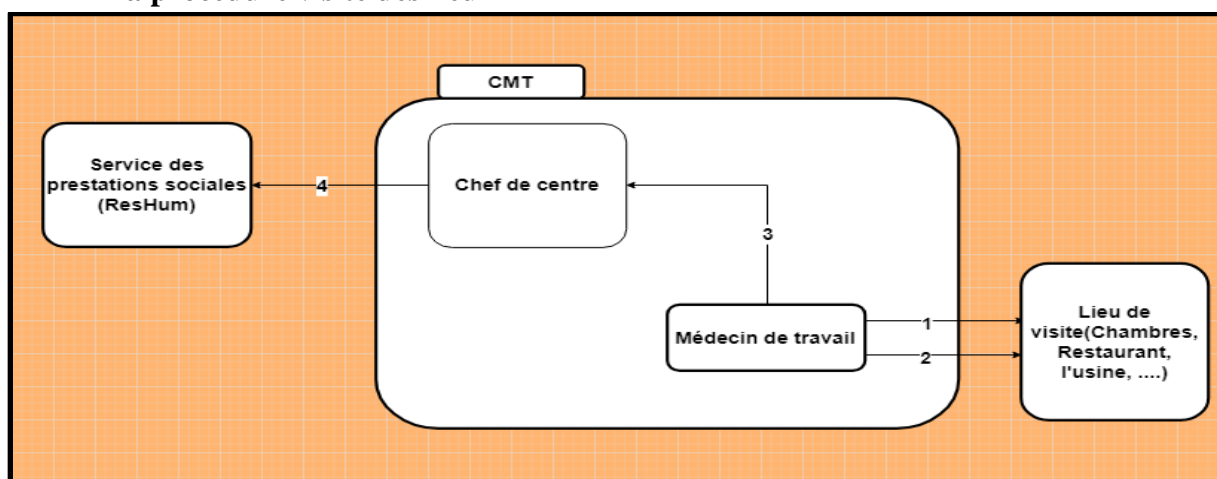 CMT
Service des
prestations sociales
(ResHum)
4
Chef de centre
3
Médecin de travail
1
2
Lieu de
visite(Chambres,
Restaurant,
l'usine, ....)